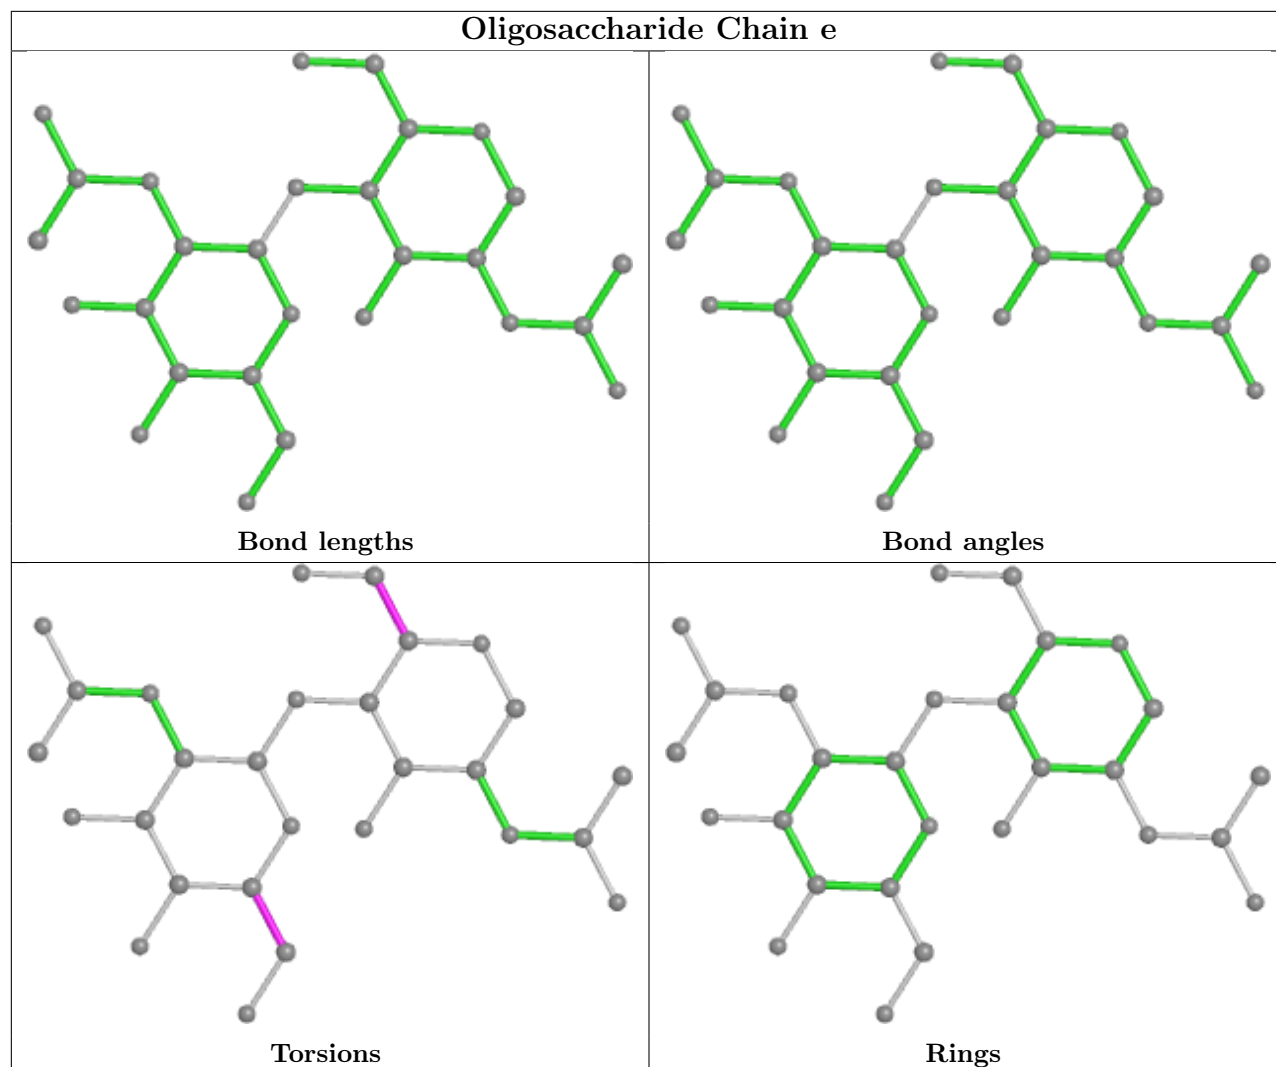 Oligosaccharide Chain e
Bond lengths
Bond angles
Torsions
Rings